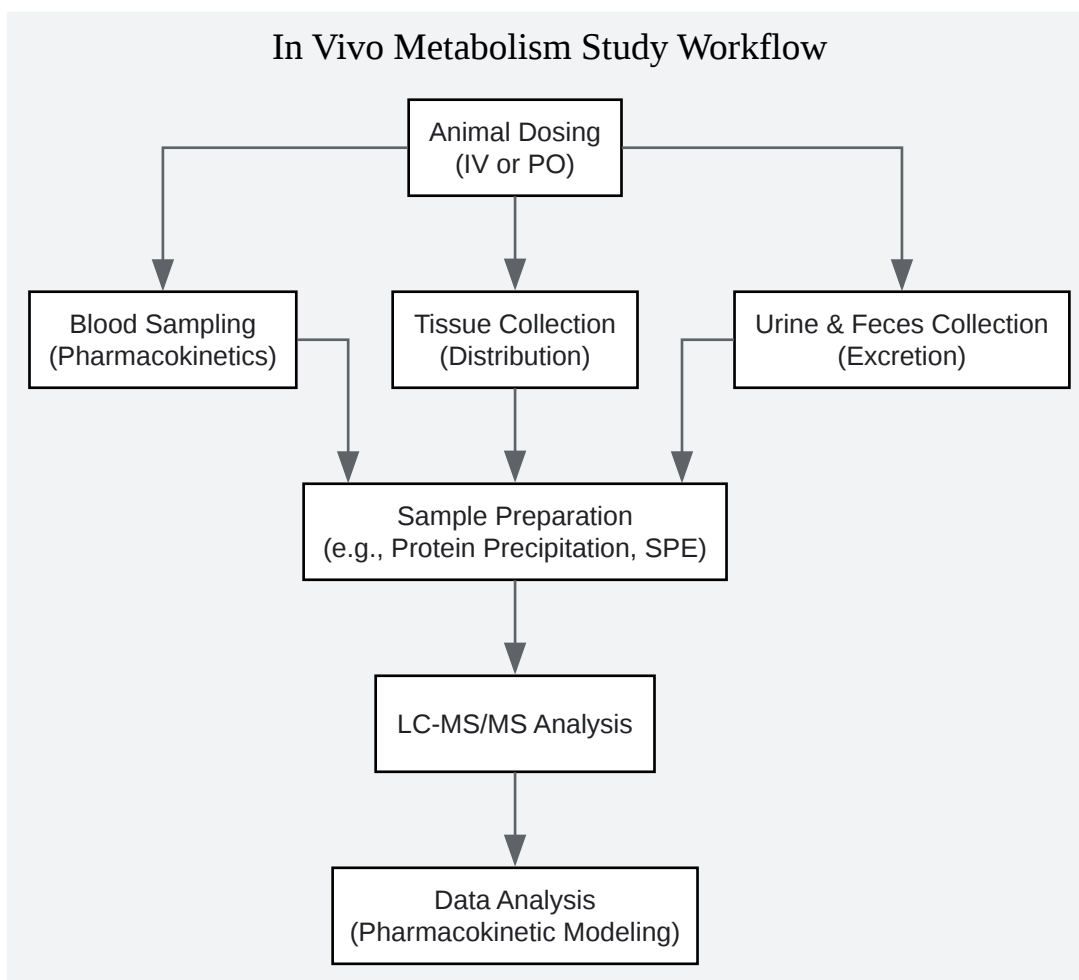 In Vivo Metabolism Study Workflow
Animal Dosing
(IV or PO)
Blood Sampling
(Pharmacokinetics)
Tissue Collection
(Distribution)
Urine & Feces Collection
(Excretion)
Sample Preparation
(e.g., Protein Precipitation, SPE)
LC-MS/MS Analysis
Data Analysis
(Pharmacokinetic Modeling)